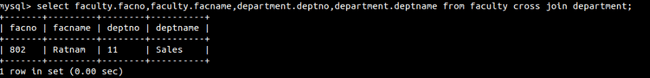 mysql> select faculty.facno,faculty.facname,department.deptno,department.deptname from faculty cross join department;
+-------+---------+--------+----------+
| facno | facname | deptno | deptname |
+-------+---------+--------+----------+
| 802   | Ratnam  | 11     | Sales    |
+-------+---------+--------+----------+
1 row in set (0.00 sec)